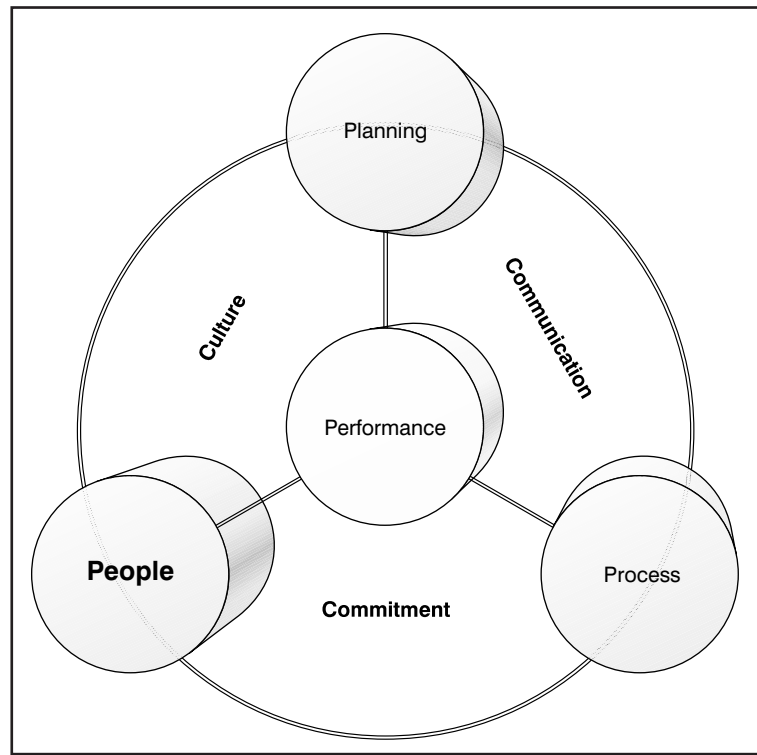 Planning
Culture
Communication
Performance
People
Process
Commitment